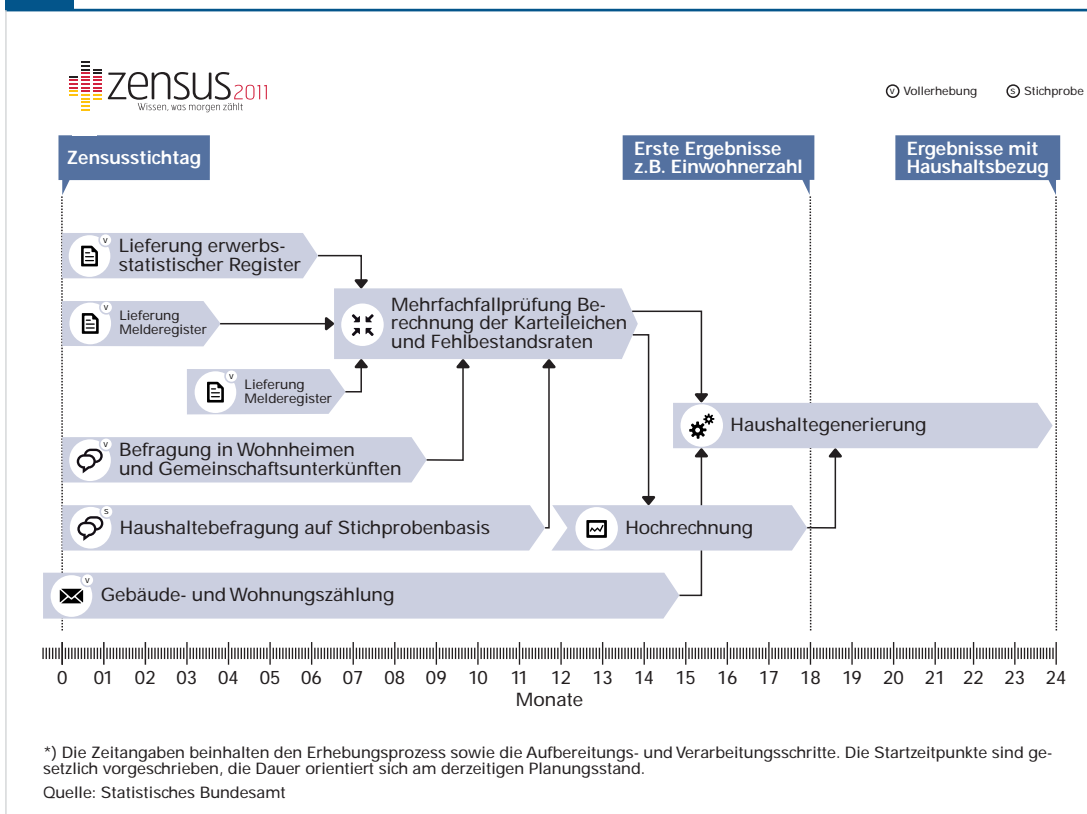 zensus2011
Wissen, was morgen zählt
V Vollerhebung
S Stichprobe
Zensusstichtag
Erste Ergebnisse
z.B. Einwohnerzahl
Ergebnisse mit
Haushaltsbezug
V
Lieferung erwerbs-
statistischer Register
V
Lieferung
Melderegister
Mehrfachfallprüfung Be-
rechnung der Karteileichen
und Fehlbestandsraten
V
Lieferung
Melderegister
Haushaltegenerierung
V
Befragung in Wohnheimen
und Gemeinschaftsunterkünften
S
Haushaltebefragung auf Stichprobenbasis
Hochrechnung
V
Gebäude- und Wohnungszählung
0 01 02 03 04 05 06 07 08 09 10 11 12 13 14 15 16 17 18 19 20 21 22 23 24
Monate
*) Die Zeitangaben beinhalten den Erhebungsprozess sowie die Aufbereitungs- und Verarbeitungsschritte. Die Startzeitpunkte sind ge-
setzlich vorgeschrieben, die Dauer orientiert sich am derzeitigen Planungsstand.
Quelle: Statistisches Bundesamt